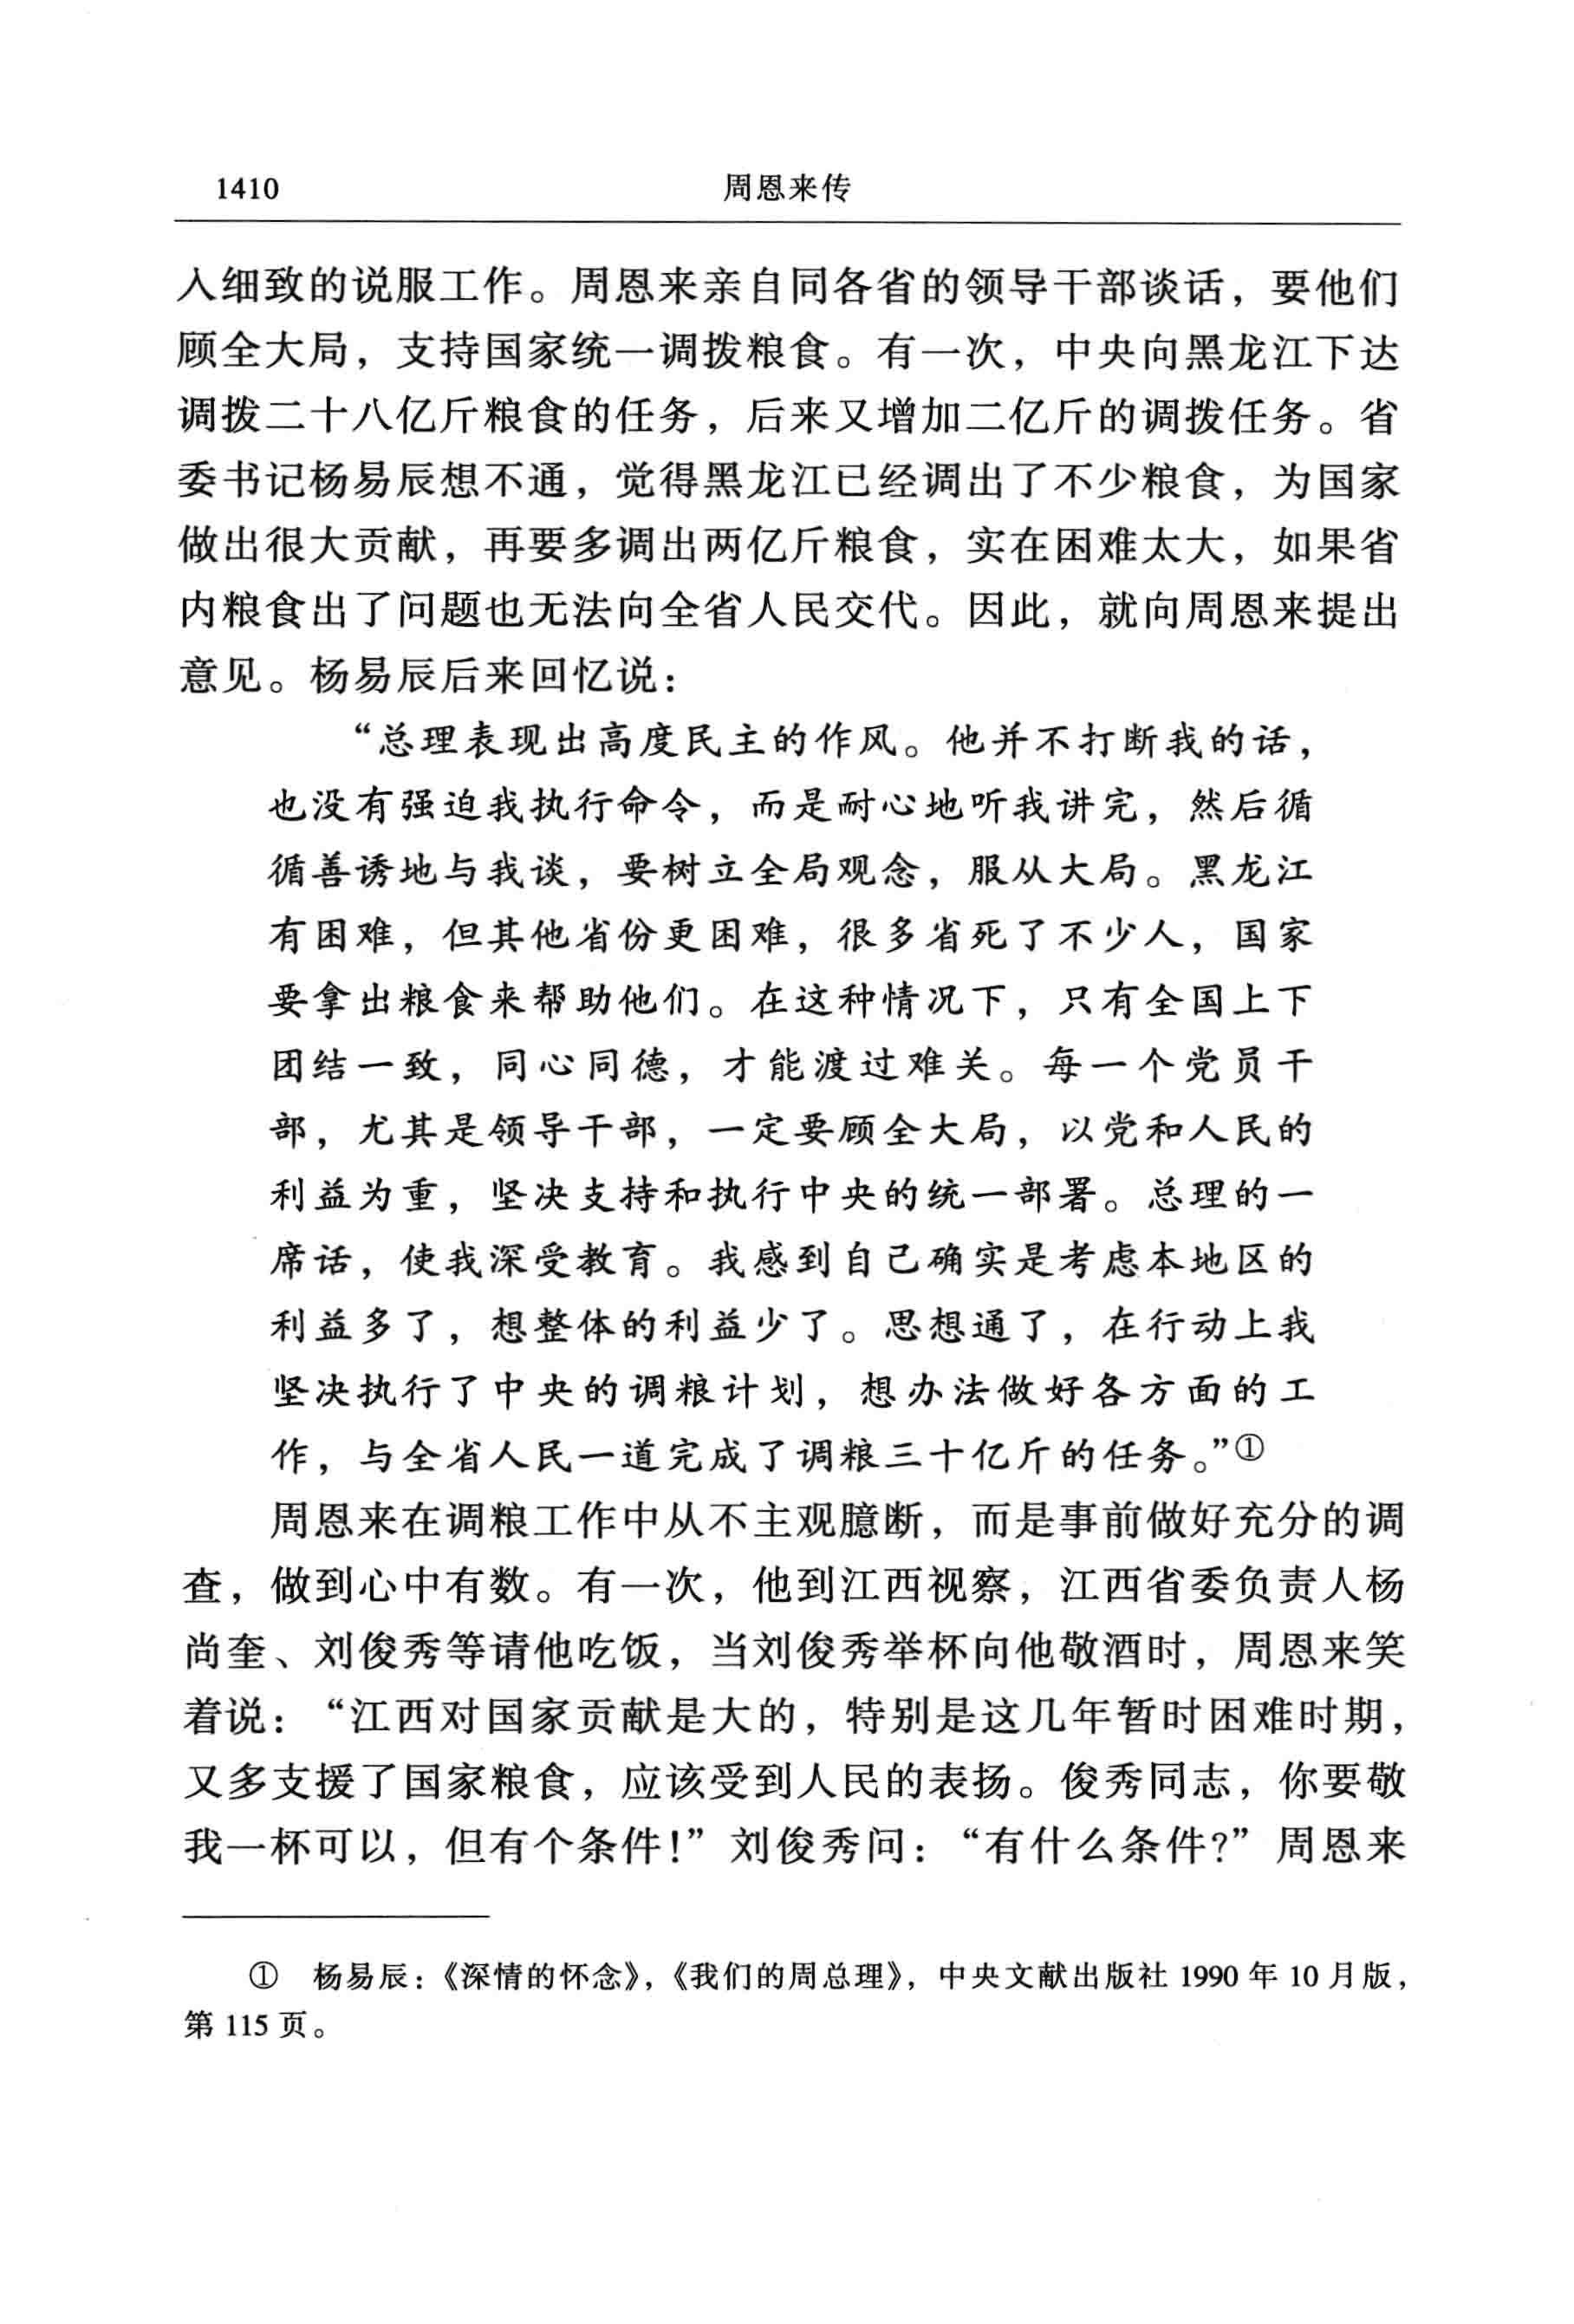 1410
周恩来传
入细致的说服工作。周恩来亲自同各省的领导干部谈话，要他们
顾全大局，支持国家统一调拨粮食。有一次，中央向黑龙江下达
调拨二十八亿斤粮食的任务，后来又增加二亿斤的调拨任务。省
委书记杨易辰想不通，觉得黑龙江已经调出了不少粮食，为国家
做出很大贡献，再要多调出两亿斤粮食，实在困难太大，如果省
内粮食出了问题也无法向全省人民交代。因此，就向周恩来提出
意见。杨易辰后来回忆说：
“总理表现出高度民主的作风。他并不打断我的话，
也没有强迫我执行命令，而是耐心地听我讲完，然后循
循善诱地与我谈，要树立全局观念，服从大局。黑龙江
有困难，但其他省份更困难，很多省死了不少人，国家
要拿出粮食来帮助他们。在这种情况下，只有全国上下
团结一致，同心同德，才能渡过难关。每一个党员干
部，尤其是领导干部，一定要顾全大局，以党和人民的
利益为重，坚决支持和执行中央的统一部署。总理的一
席话，使我深受教育。我感到自己确实是考虑本地区的
利益多了，想整体的利益少了。思想通了，在行动上我
坚决执行了中央的调粮计划，想办法做好各方面的工
作，与全省人民一道完成了调粮三十亿斤的任务。”①
周恩来在调粮工作中从不主观臆断，而是事前做好充分的调
查，做到心中有数。有一次，他到江西视察，江西省委负责人杨
尚奎、刘俊秀等请他吃饭，当刘俊秀举杯向他敬酒时，周恩来笑
着说：“江西对国家贡献是大的，特别是这几年暂时困难时期，
又多支援了国家粮食，应该受到人民的表扬。俊秀同志，你要敬
我一杯可以，但有个条件！”刘俊秀问：“有什么条件？”周恩来
① 杨易辰：《深情的怀念》，《我们的周总理》，中央文献出版社 1990 年 10 月版，
第 115 页。